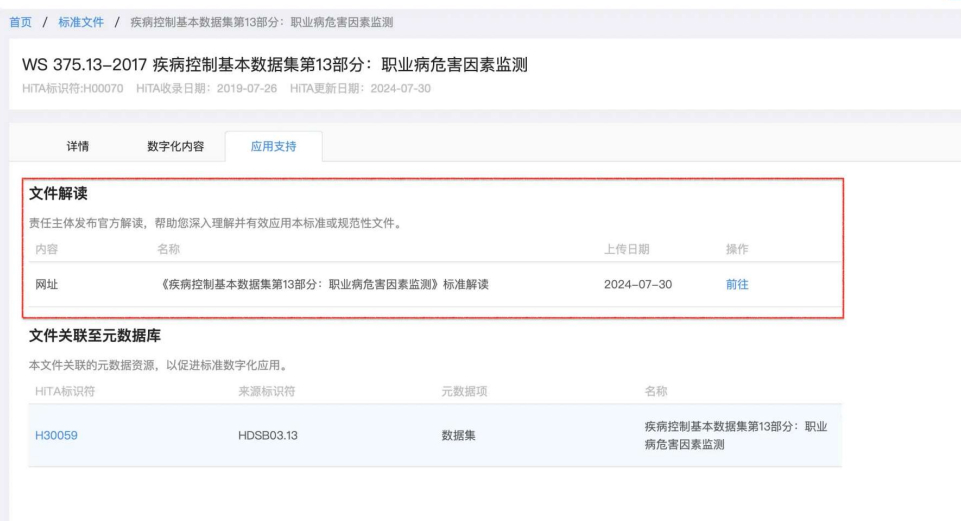 首页 / 标准文件 / 疾病控制基本数据集第13部分：职业病危害因素监测
WS 375.13-2017 疾病控制基本数据集第13部分：职业病危害因素监测
HiTA标识符:H00070 HiTA收录日期：2019-07-26 HiTA更新日期：2024-07-30
详情 数字化内容 应用支持
文件解读
责任主体发布官方解读，帮助您深入理解并有效应用本标准或规范性文件。
内容 名称 上传日期 操作
网址 《疾病控制基本数据集第13部分：职业病危害因素监测》标准解读 2024-07-30 前往
文件关联至元数据库
本文件关联的元数据资源，以促进标准数字化应用。
HiTA标识符 来源标识符 元数据项 名称
H30059 HDSB03.13 数据集 疾病控制基本数据集第13部分：职业
病危害因素监测